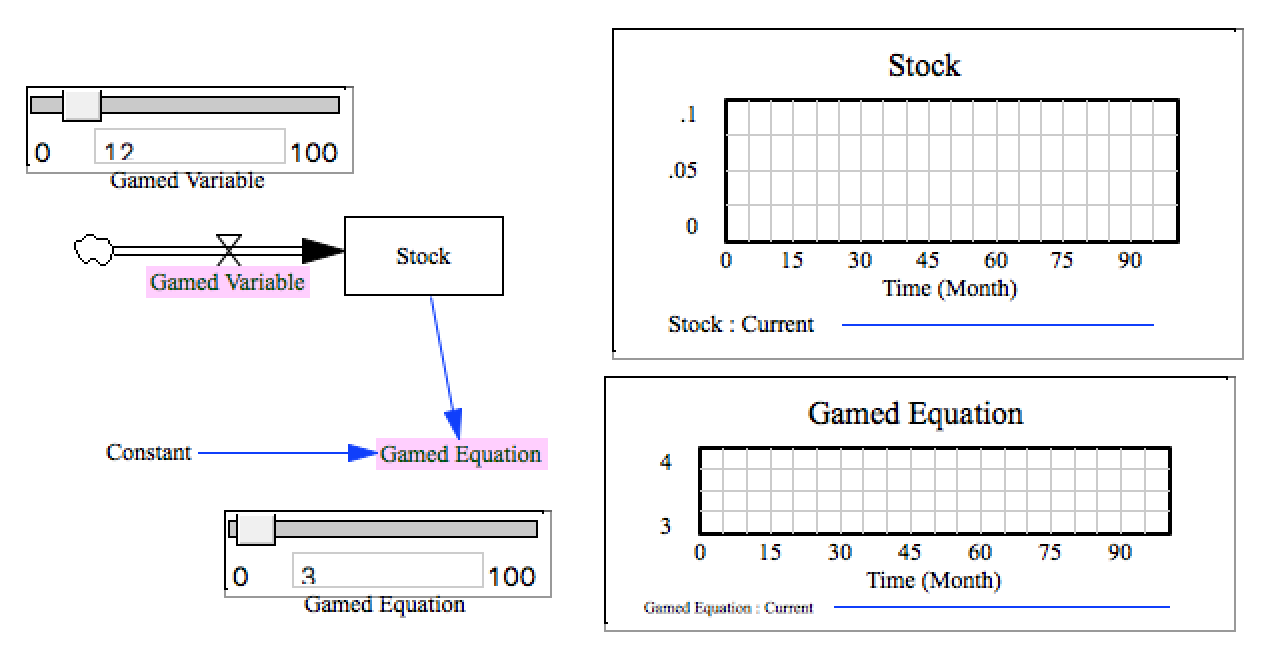 0 12 100
Gamed Variable
Gamed Variable
Stock
Constant
Gamed Equation
0 3 100
Gamed Equation
Stock
.1
.05
0
0 15 30 45 60 75 90
Time (Month)
Stock : Current
Gamed Equation
4
3
0 15 30 45 60 75 90
Time (Month)
Gamed Equation : Current